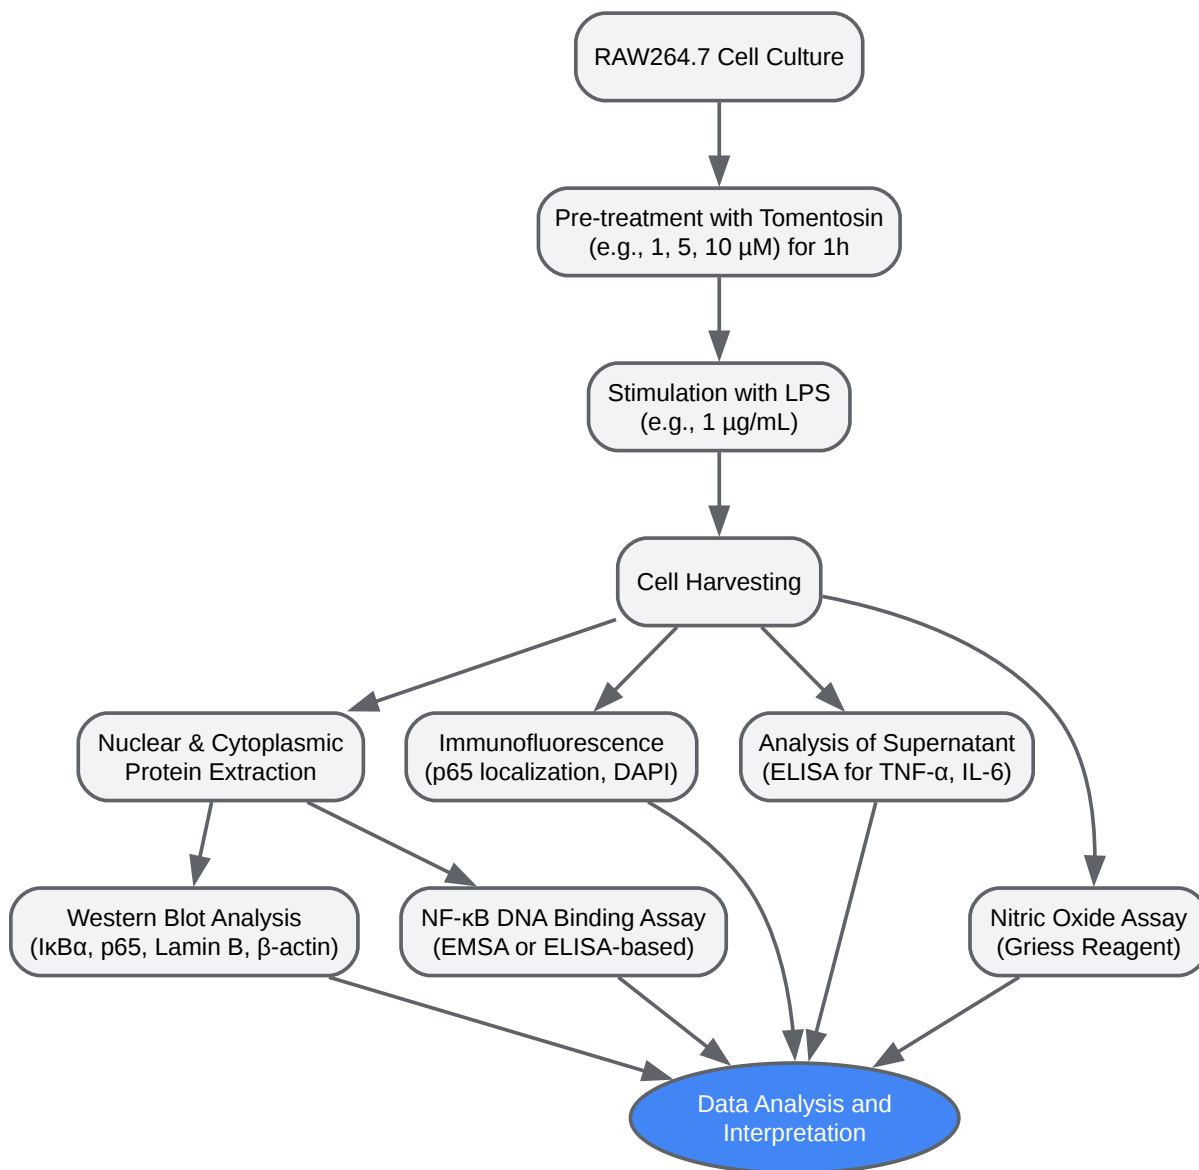 RAW264.7 Cell Culture
Pre-treatment with Tomentosin
(e.g., 1, 5, 10 µM) for 1h
Stimulation with LPS
(e.g., 1 µg/mL)
Cell Harvesting
Nuclear & Cytoplasmic
Protein Extraction
Immunofluorescence
(p65 localization, DAPI)
Analysis of Supernatant
(ELISA for TNF-α, IL-6)
Western Blot Analysis
(IκBα, p65, Lamin B, β-actin)
NF-κB DNA Binding Assay
(EMSA or ELISA-based)
Nitric Oxide Assay
(Griess Reagent)
Data Analysis and
Interpretation